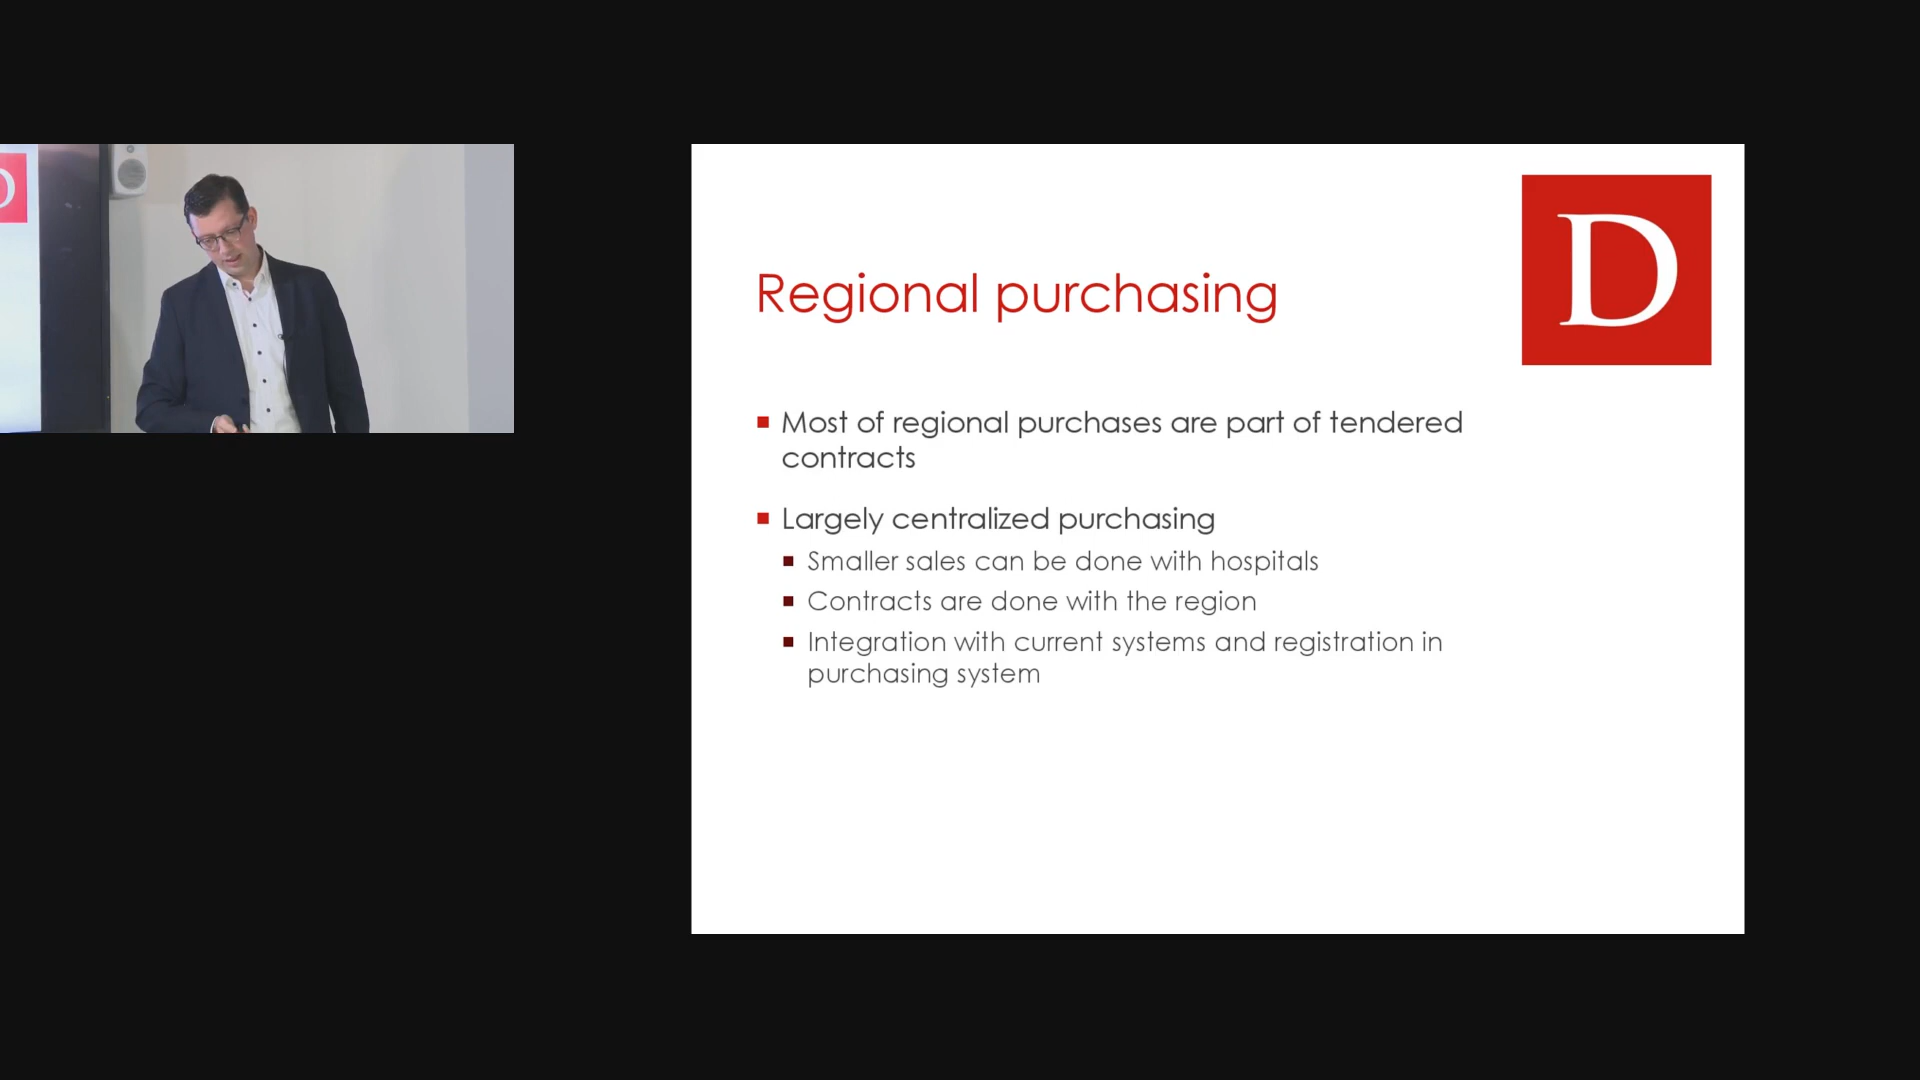 D
Regional purchasing
Most of regional purchases are part of tendered
contracts
Largely centralized purchasing
Smaller sales can be done with hospitals
Contracts are done with the region
Integration with current systems and registration in
purchasing system